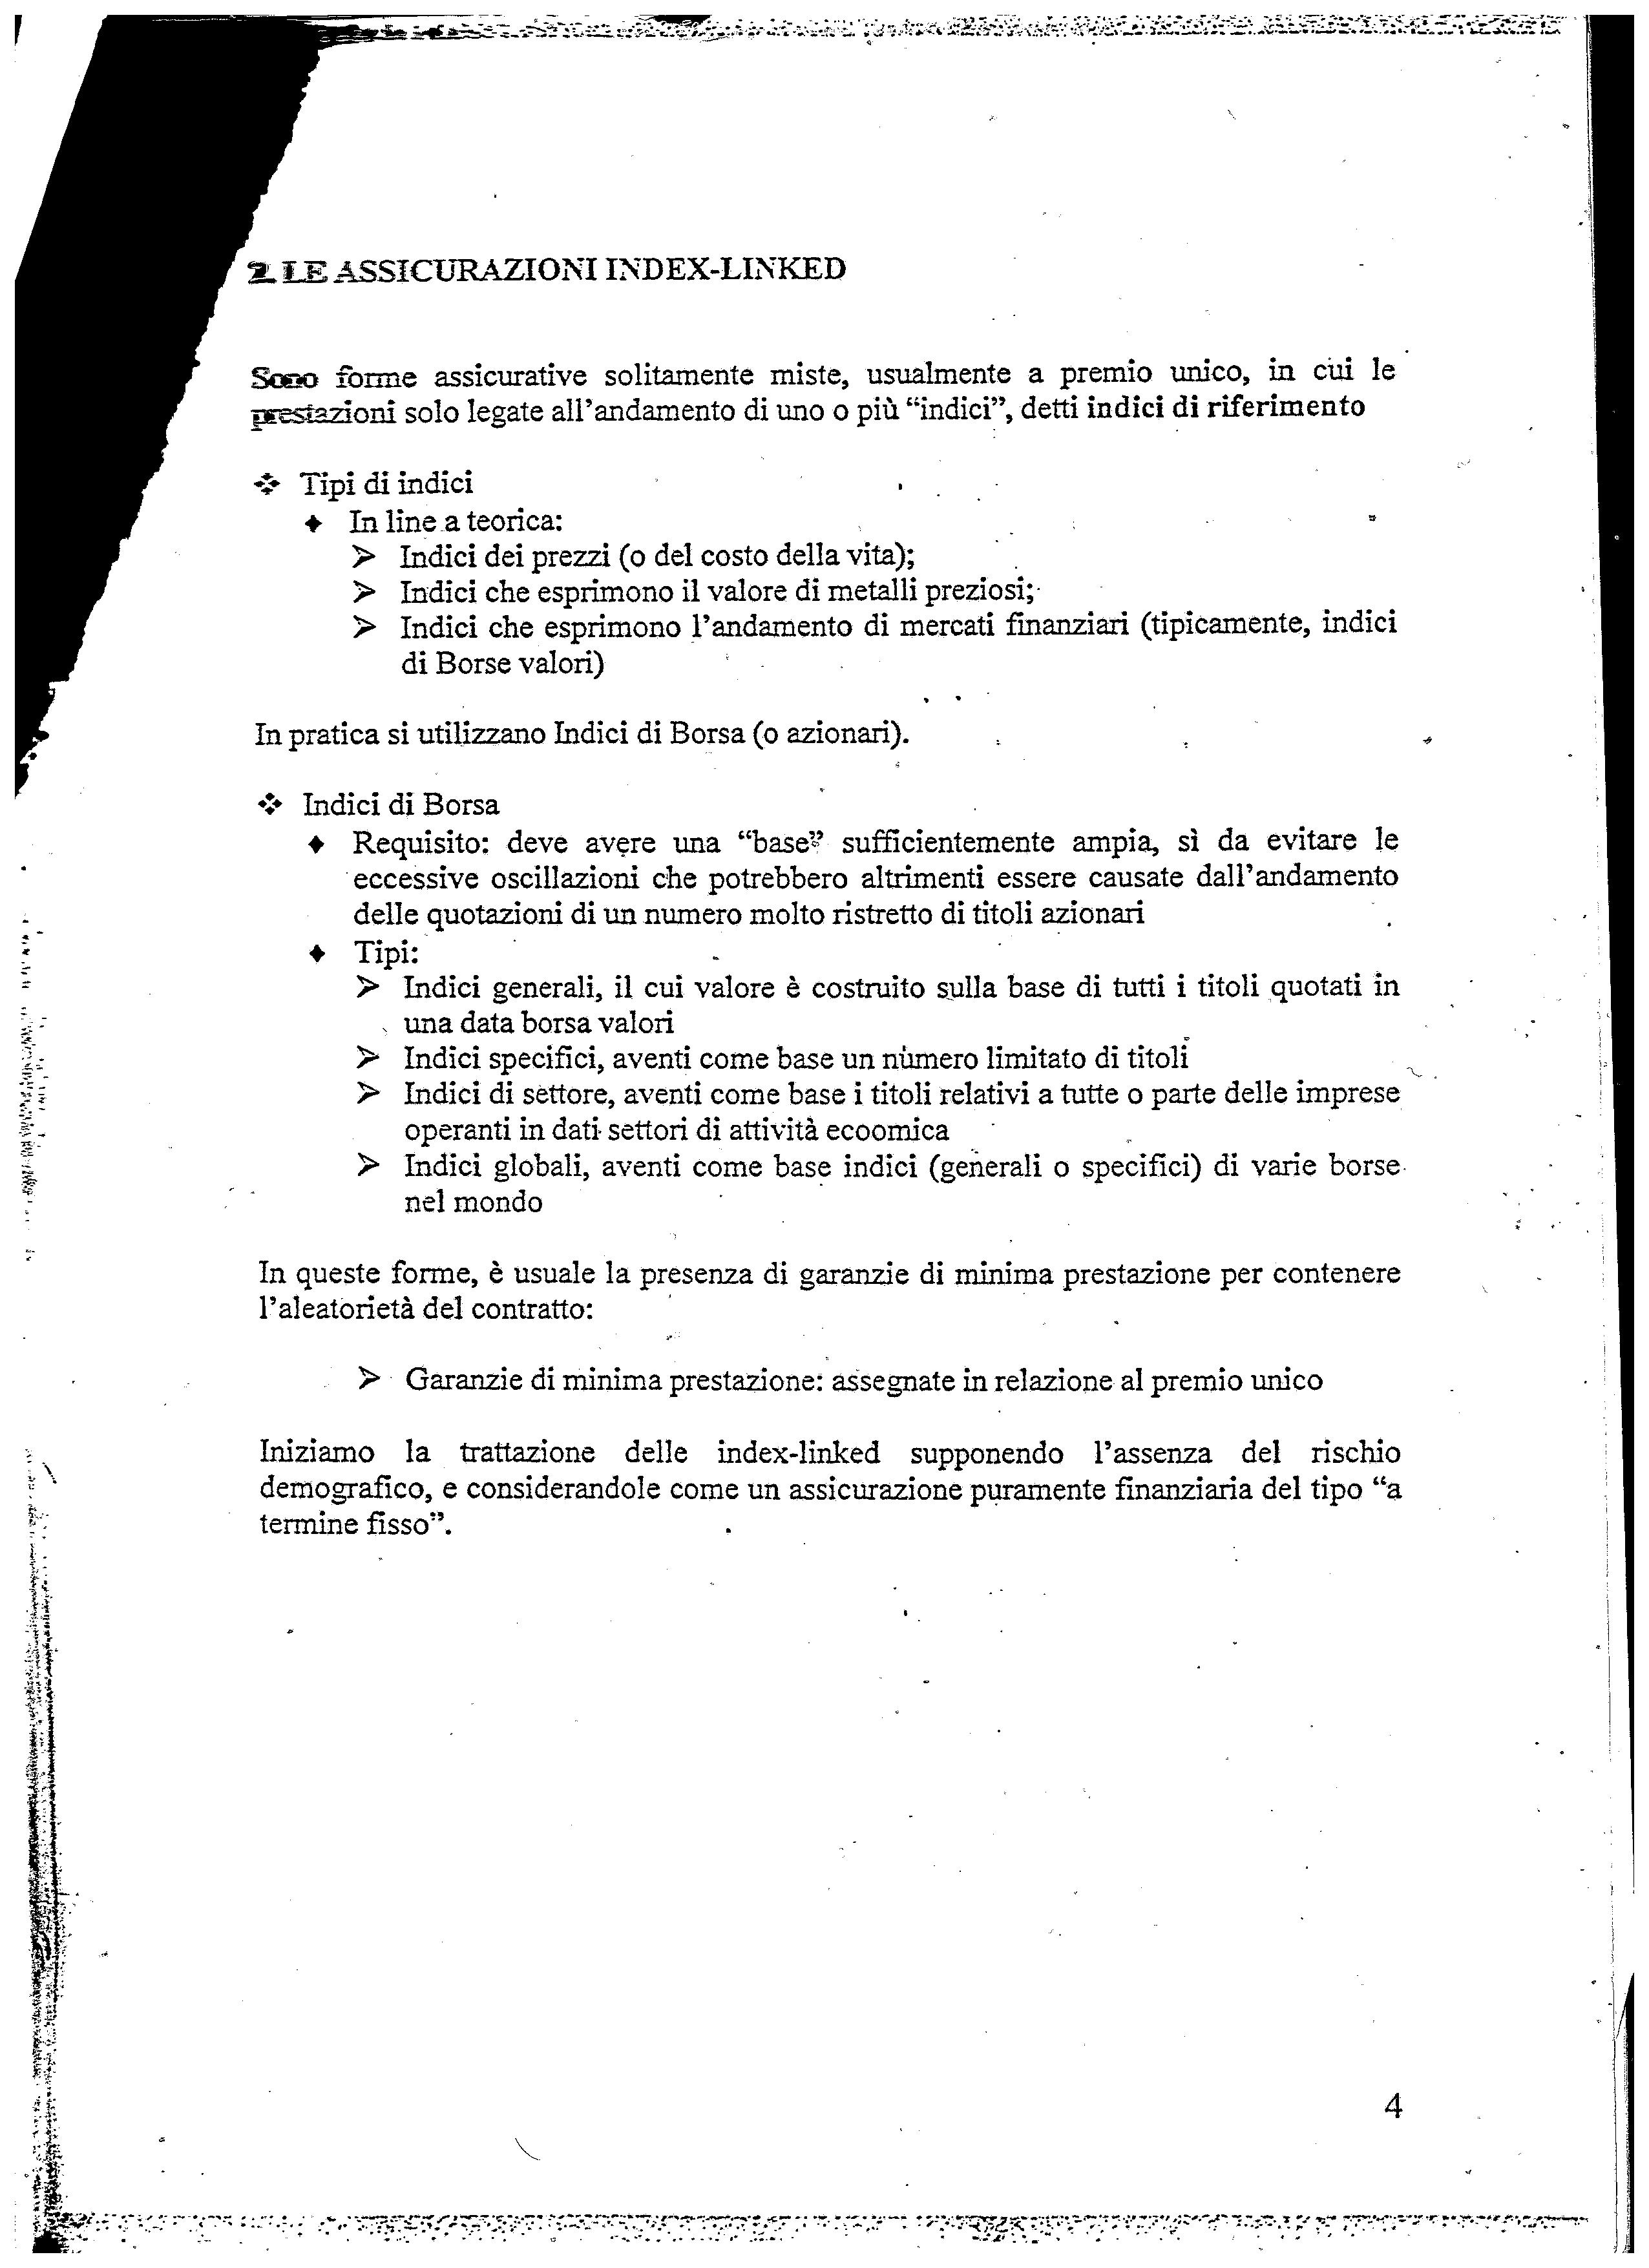 2. LE ASSICURAZIONI INDEX-LINKED
Sono forme assicurative solitamente miste, usualmente a premio unico, in cui le
prestazioni solo legate all'andamento di uno o più “indici”, detti indici di riferimento
❖ Tipi di indici
♦ In line a teorica:
➢ Indici dei prezzi (o del costo della vita);
➢ Indici che esprimono il valore di metalli preziosi;
➢ Indici che esprimono l'andamento di mercati finanziari (tipicamente, indici
di Borse valori)
In pratica si utilizzano Indici di Borsa (o azionari).
❖ Indici di Borsa
♦ Requisito: deve avere una “base” sufficientemente ampia, sì da evitare le
eccessive oscillazioni che potrebbero altrimenti essere causate dall'andamento
delle quotazioni di un numero molto ristretto di titoli azionari
♦ Tipi:
➢ Indici generali, il cui valore è costruito sulla base di tutti i titoli quotati in
una data borsa valori
➢ Indici specifici, aventi come base un numero limitato di titoli
➢ Indici di settore, aventi come base i titoli relativi a tutte o parte delle imprese
operanti in dati settori di attività ecoomica
➢ Indici globali, aventi come base indici (generali o specifici) di varie borse
nel mondo
In queste forme, è usuale la presenza di garanzie di minima prestazione per contenere
l'aleatorietà del contratto:
➢ Garanzie di minima prestazione: assegnate in relazione al premio unico
Iniziamo la trattazione delle index-linked supponendo l'assenza del rischio
demografico, e considerandole come un assicurazione puramente finanziaria del tipo “a
termine fisso”.
4